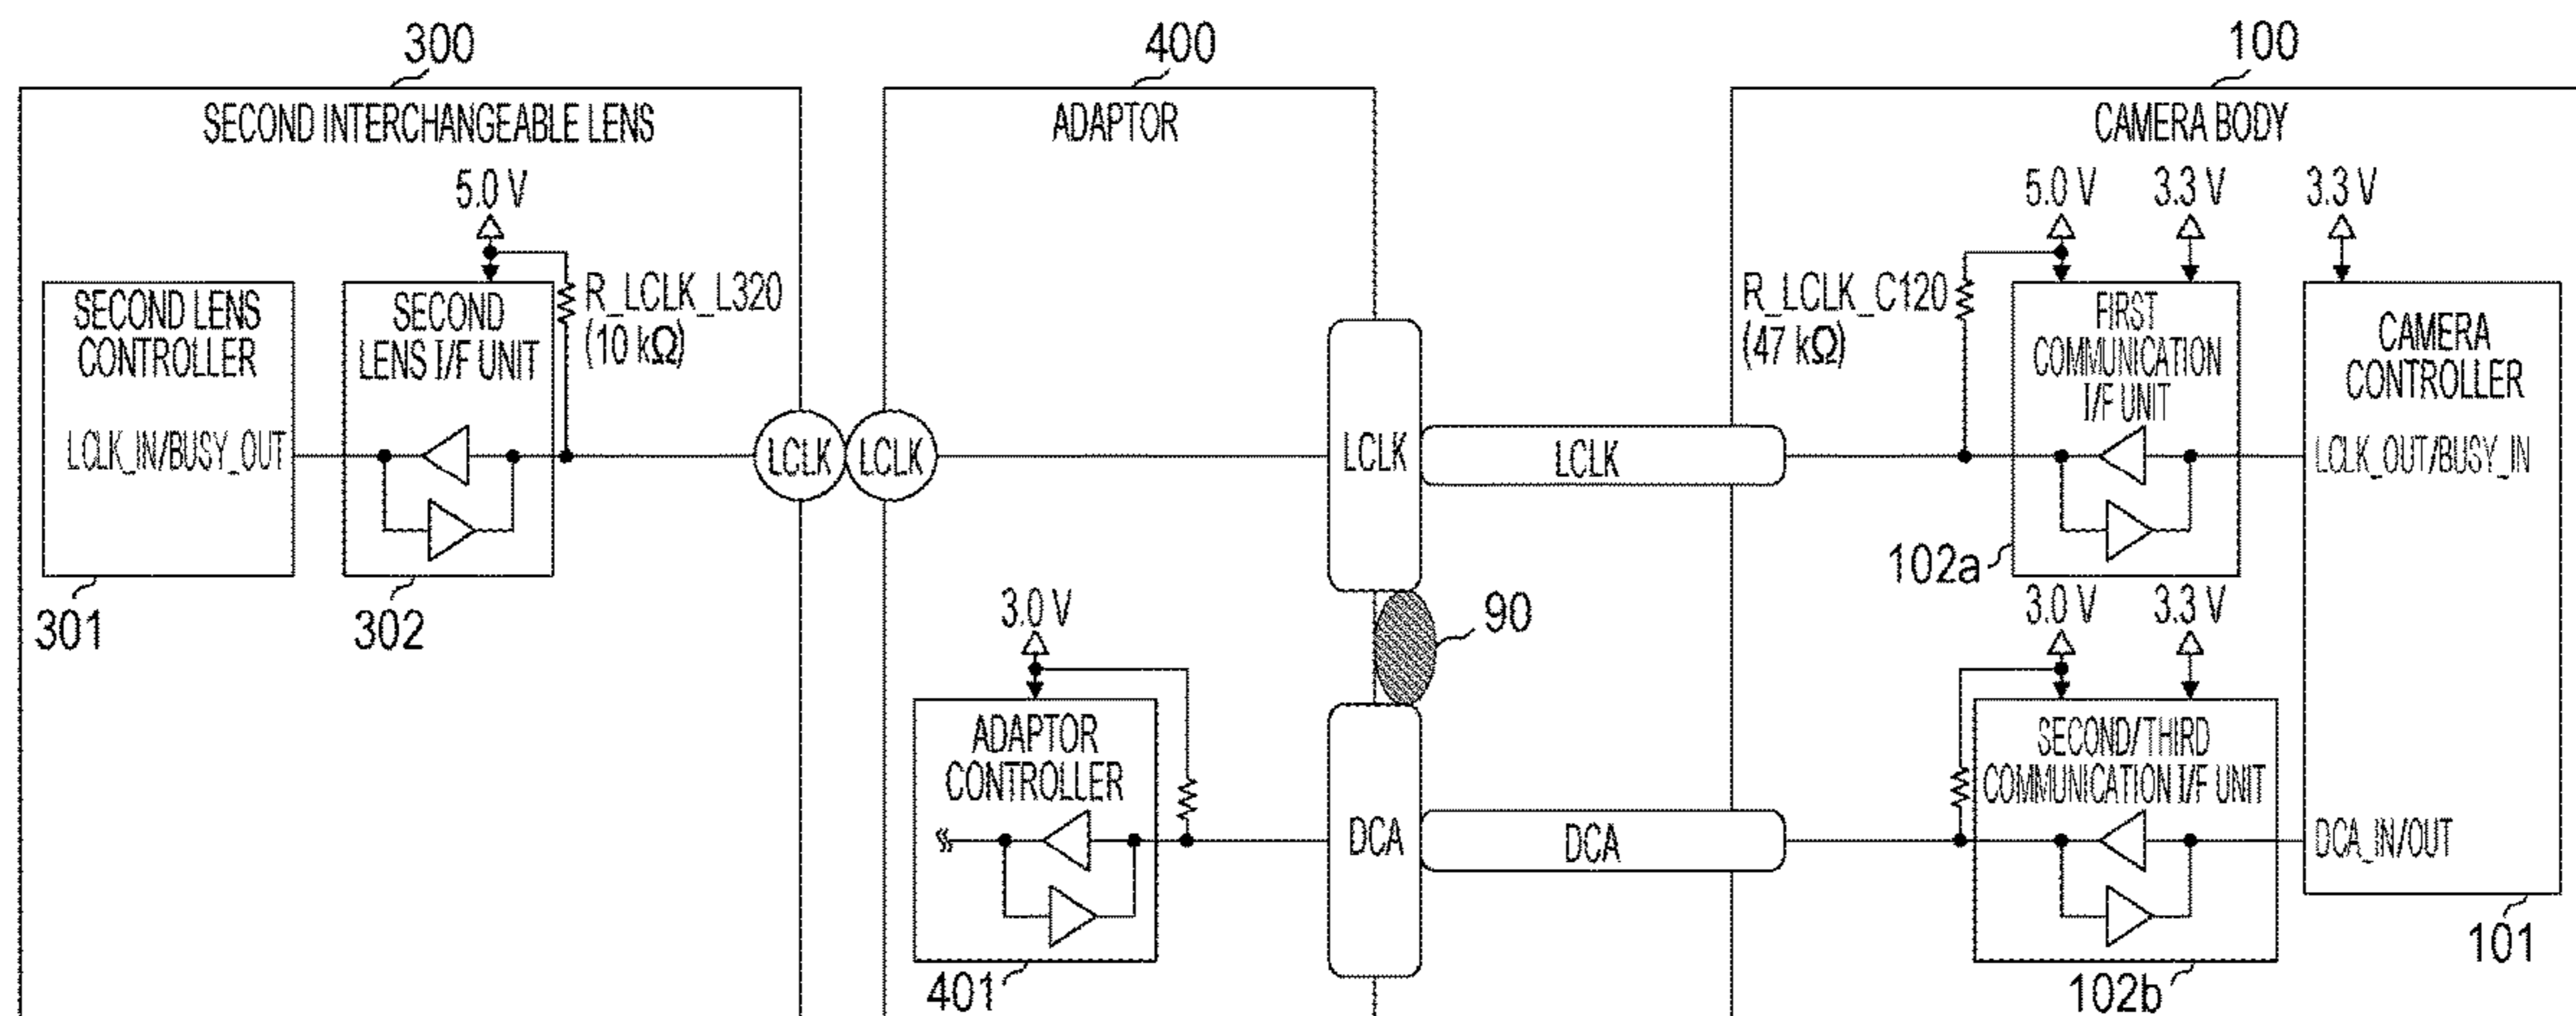 300
SECOND INTERCHANGEABLE LENS
5.0 V
R_LCLK_L320
(10 kΩ)
SECOND LENS
CONTROLLER
LCLK_IN/BUSY_OUT
301
SECOND
LENS I/F UNIT
302
LCLK
400
ADAPTOR
LCLK
LCLK
LCLK
90
3.0 V
ADAPTOR
CONTROLLER
401
DCA
DCA
100
CAMERA BODY
5.0 V
3.3 V
3.3 V
R_LCLK_C120
(47 kΩ)
FIRST
COMMUNICATION
I/F UNIT
102a
CAMERA
CONTROLLER
LCLK_OUT/BUSY_IN
3.0 V
3.3 V
SECOND/THIRD
COMMUNICATION I/F UNIT
102b
DCA_IN/OUT
101